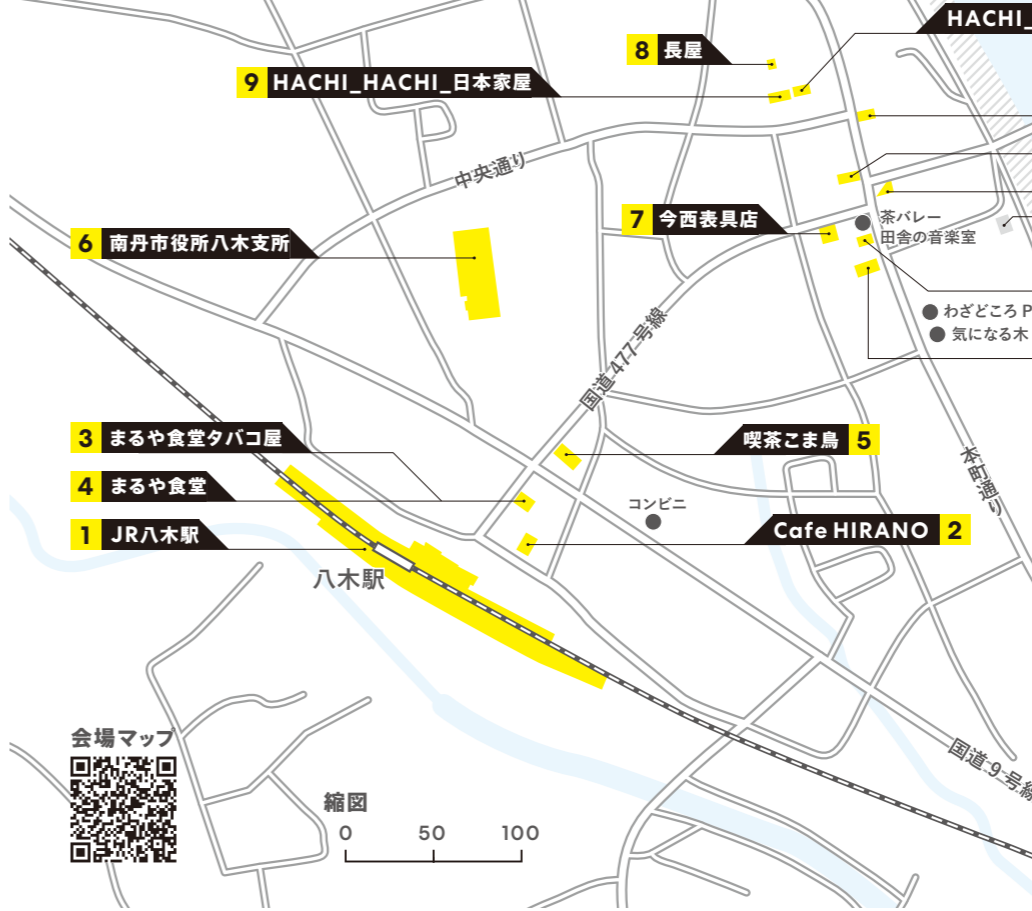 HACHI_
8 長屋
9 HACHI_HACHI_日本家屋
中央通り
7 今西表具店
茶バレー
田舎の音楽室
6 南丹市役所八木支所
わざどころ P
気になる木
国道 477 号線
3 まるや食堂タバコ屋
喫茶こま鳥 5
4 まるや食堂
本町通り
コンビニ
1 JR八木駅
Cafe HIRANO 2
八木駅
会場マップ
国道 9 号線
縮図
0 50 100